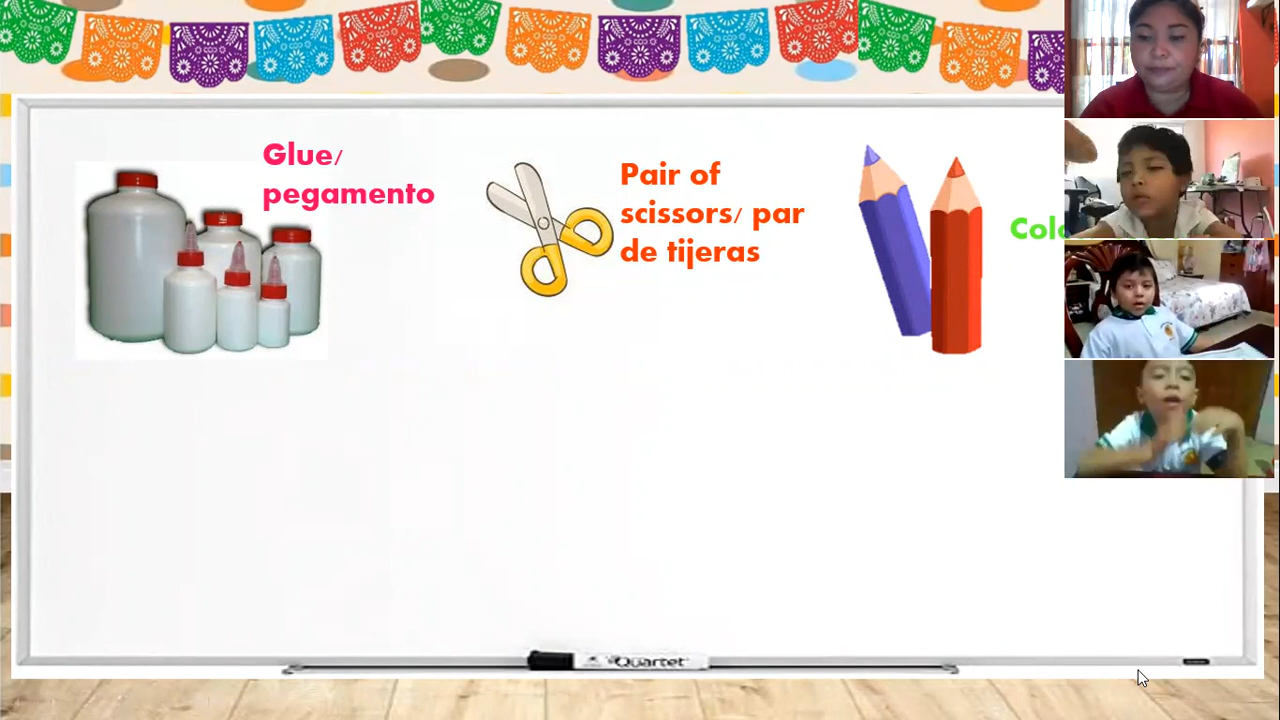 Glue/
pegamento
Pair of
scissors/ par
de tijeras
Quartet